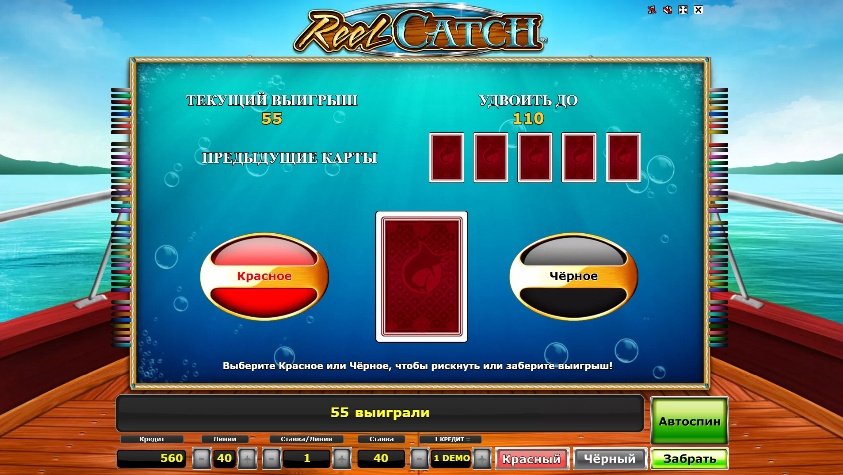 Reel CATCH
ТЕКУЩИЙ ВЫИГРЫШ
55
УДВОИТЬ ДО
110
ПРЕДЫДУЩИЕ КАРТЫ
Красное
Чёрное
Выберите Красное или Чёрное, чтобы рискнуть или заберите выигрыш!
55 выиграли
Автоспин
Кредит Линии Ставка/Линии Ставка 1 КРЕДИТ =
560 40 1 40 1 DEMO Красный Чёрный Забрать